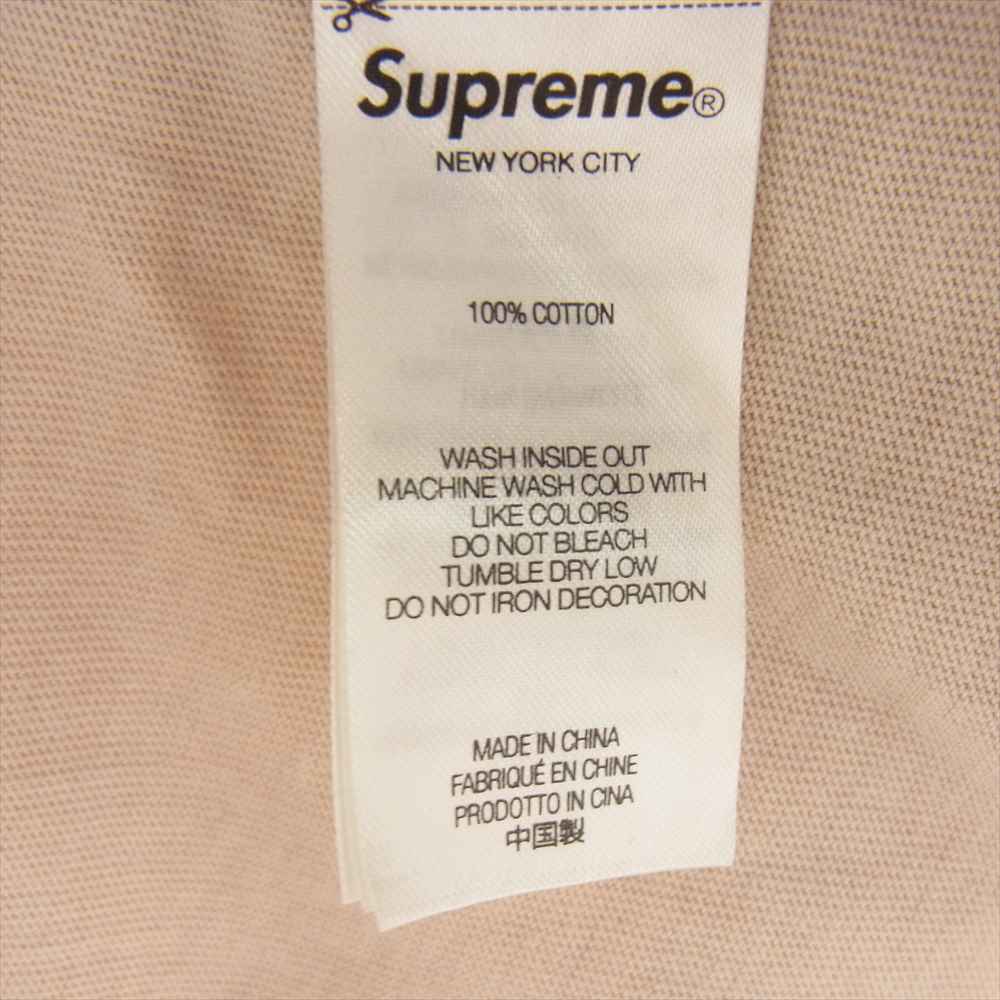 Supreme®
NEW YORK CITY
100% COTTON
WASH INSIDE OUT
MACHINE WASH COLD WITH
LIKE COLORS
DO NOT BLEACH
TUMBLE DRY LOW
DO NOT IRON DECORATION
MADE IN CHINA
FABRIQUÉ EN CHINE
PRODOTTO IN CINA
中国製